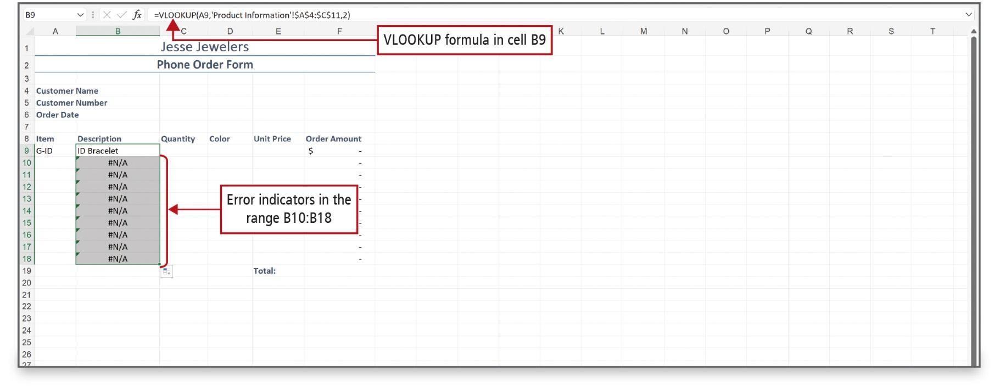 B9 fx =VLOOKUP(A9,'Product Information'!$A$4:$C$11,2)
A B C D E F K L M N O P Q R S T
VLOOKUP formula in cell B9
1 Jesse Jewelers
2 Phone Order Form
3
4 Customer Name
5 Customer Number
6 Order Date
7
8 Item Description Quantity Color Unit Price Order Amount
9 G-ID ID Bracelet $ -
10 #N/A -
11 #N/A -
12 #N/A -
13 #N/A -
14 #N/A -
15 #N/A -
16 #N/A -
17 #N/A -
18 #N/A -
Error indicators in the
range B10:B18
19 Total:
20
21
22
23
24
25
26
27